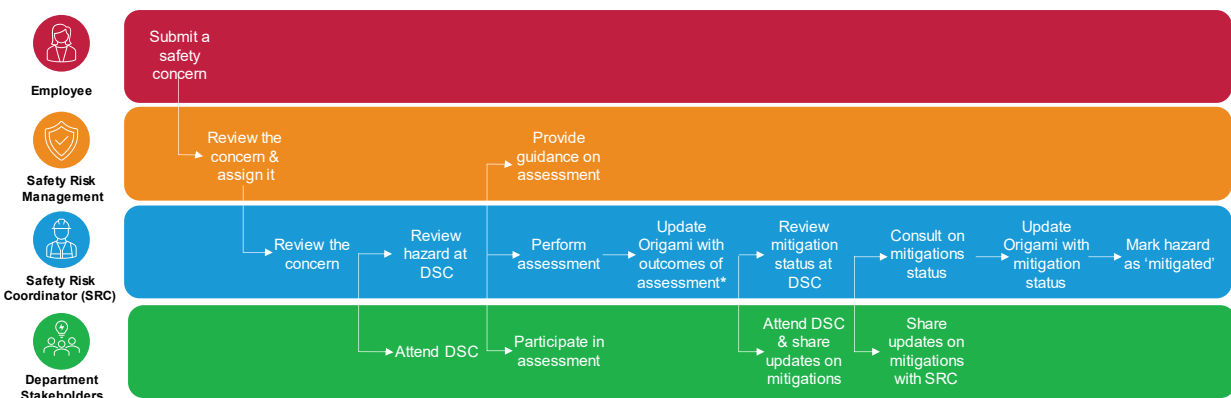 Submit a
safety
concern
Employee
Review the
concern &
assign it
Provide
guidance on
assessment
Safety Risk
Management
Review the
concern
Review
hazard at
DSC
Perform
assessment
Update
Origami with
outcomes of
assessment*
Review
mitigation
status at
DSC
Consult on
mitigations
status
Update
Origami with
mitigation
status
Mark hazard
as ‘mitigated’
Safety Risk
Coordinator (SRC)
Attend DSC
Participate in
assessment
Attend DSC
& share
updates on
mitigations
Share
updates on
mitigations
with SRC
Department
Stakeholders